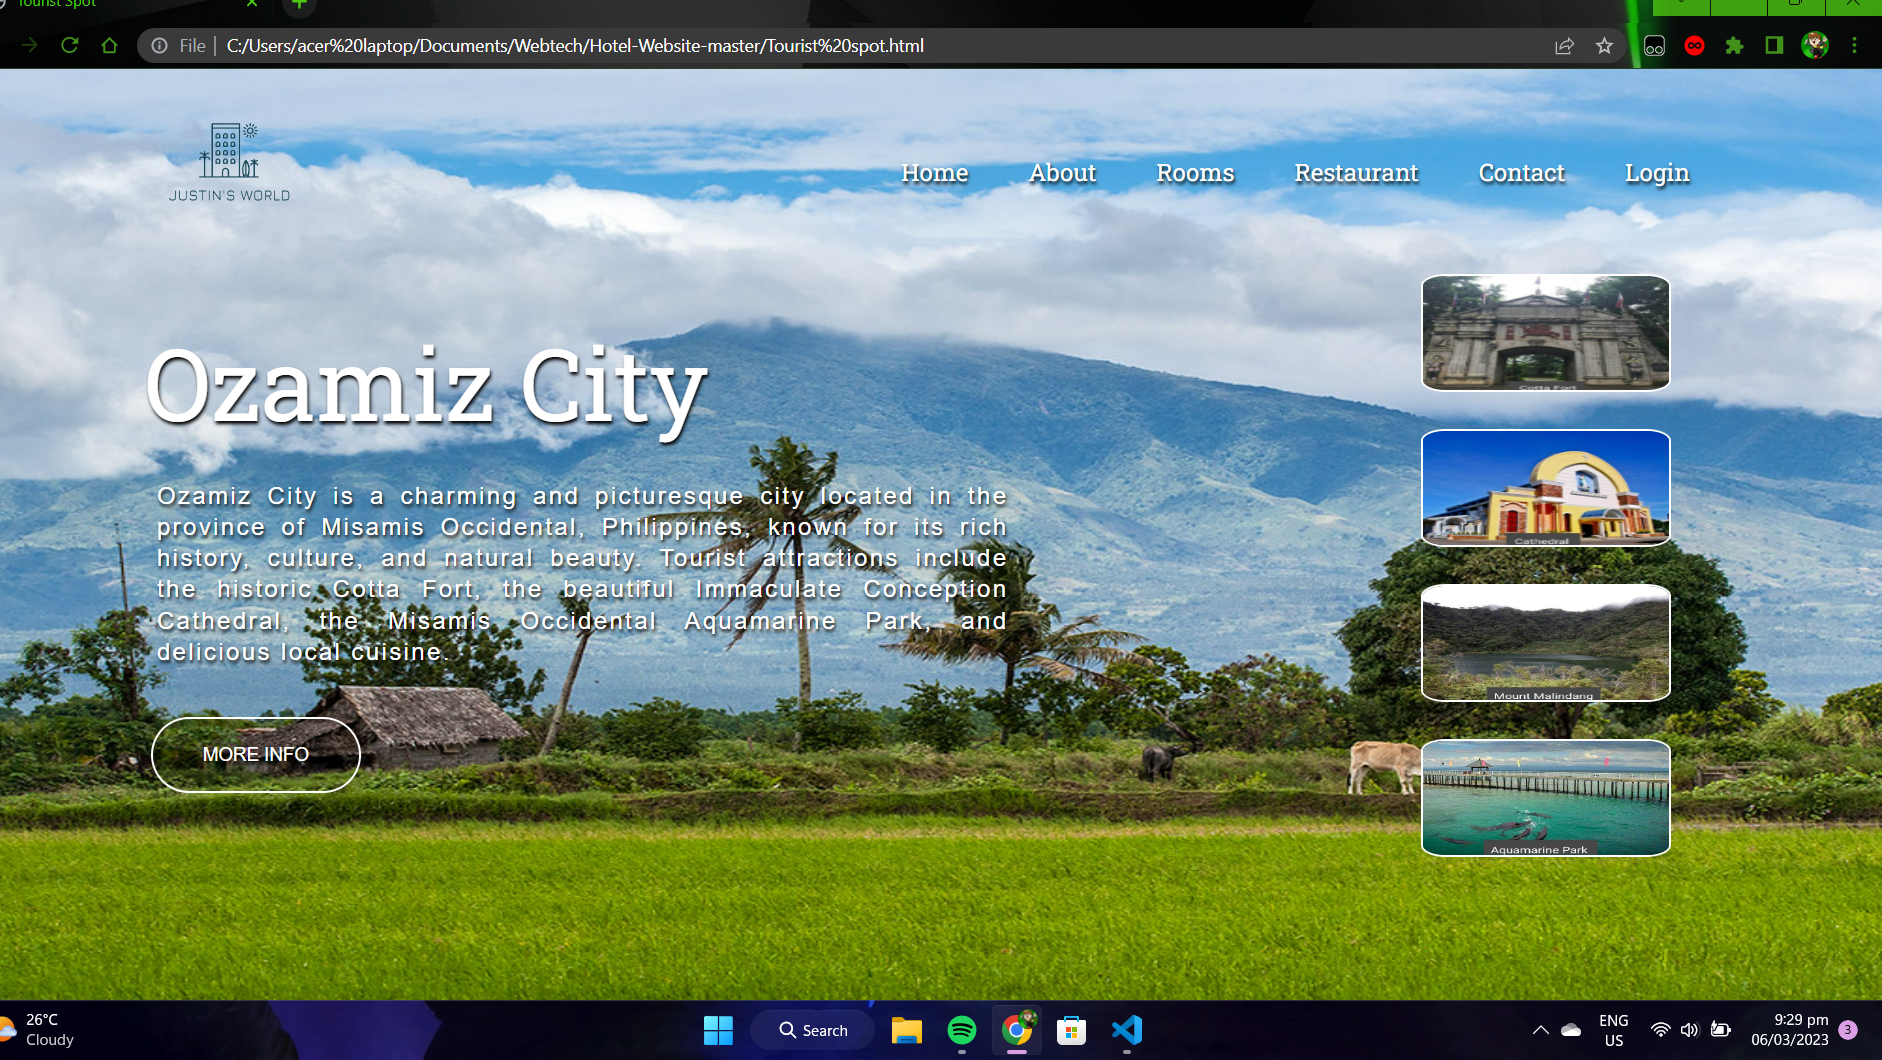 Tourist Spot
File
C:/Users/acer%20laptop/Documents/Webtech/Hotel-Website-master/Tourist%20spot.html
JUSTIN'S WORLD
Home About Rooms Restaurant Contact Login
Ozamiz City
Ozamiz City is a charming and picturesque city located in the
province of Misamis Occidental, Philippines, known for its rich
history, culture, and natural beauty. Tourist attractions include
the historic Cotta Fort, the beautiful Immaculate Conception
Cathedral, the Misamis Occidental Aquamarine Park, and
delicious local cuisine.
MORE INFO
Cotta Fort
Cathedral
Mount Malindang
Aquamarine Park
26°C
Cloudy
Search
ENG
US
9:29 pm
06/03/2023
3